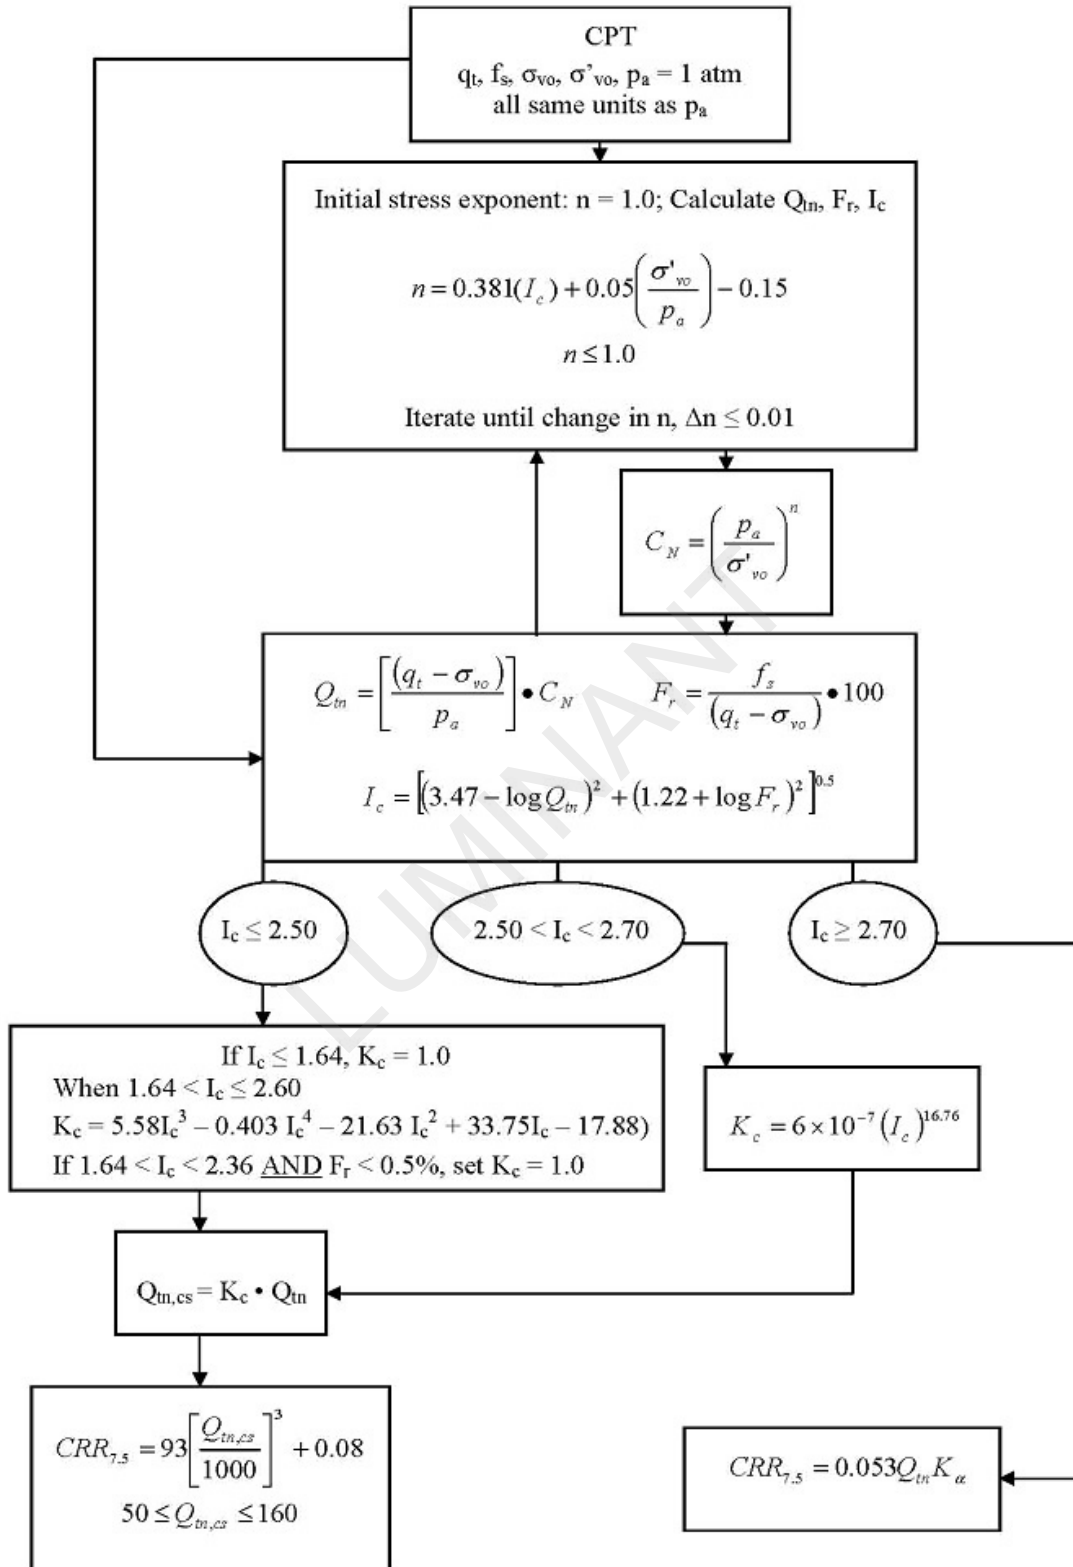 CPT
qt, fs, σvo, σ'vo, pa = 1 atm
all same units as pa
Initial stress exponent: n = 1.0; Calculate Qtn, Fr, Ic
n = 0.381(Ic) + 0.05(σ'vo / pa) − 0.15
n ≤ 1.0
Iterate until change in n, Δn ≤ 0.01
CN = (pa / σ'vo)^n
Qtn = [(qt − σvo) / pa] • CN Fr = fs / (qt − σvo) • 100
Ic = [(3.47 − log Qtn)^2 + (1.22 + log Fr)^2]^0.5
LUMINANT
Ic ≤ 2.50 2.50 < Ic < 2.70 Ic ≥ 2.70
If Ic ≤ 1.64, Kc = 1.0
When 1.64 < Ic ≤ 2.60
Kc = 5.58Ic^3 − 0.403 Ic^4 − 21.63 Ic^2 + 33.75Ic − 17.88)
If 1.64 < Ic < 2.36 AND Fr < 0.5%, set Kc = 1.0
Kc = 6 × 10^-7 (Ic)^16.76
Qtn,cs = Kc • Qtn
CRR7.5 = 93[Qtn,cs / 1000]^3 + 0.08
50 ≤ Qtn,cs ≤ 160
CRR7.5 = 0.053QtnKα